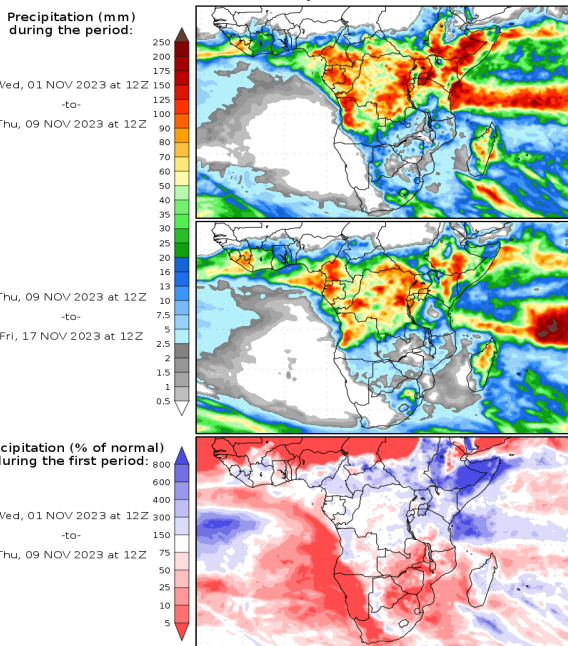 Precipitation (mm)
during the period:
250
200
175
150
125
100
90
80
70
60
50
40
35
30
25
20
16
13
10
7.5
5
2.5
2
1.5
1
0.5
Wed, 01 NOV 2023 at 12Z
-to-
Thu, 09 NOV 2023 at 12Z
Thu, 09 NOV 2023 at 12Z
-to-
Fri, 17 NOV 2023 at 12Z
cipitation (% of normal)
during the first period:
800
600
400
300
150
75
50
25
10
5
Wed, 01 NOV 2023 at 12Z
-to-
Thu, 09 NOV 2023 at 12Z